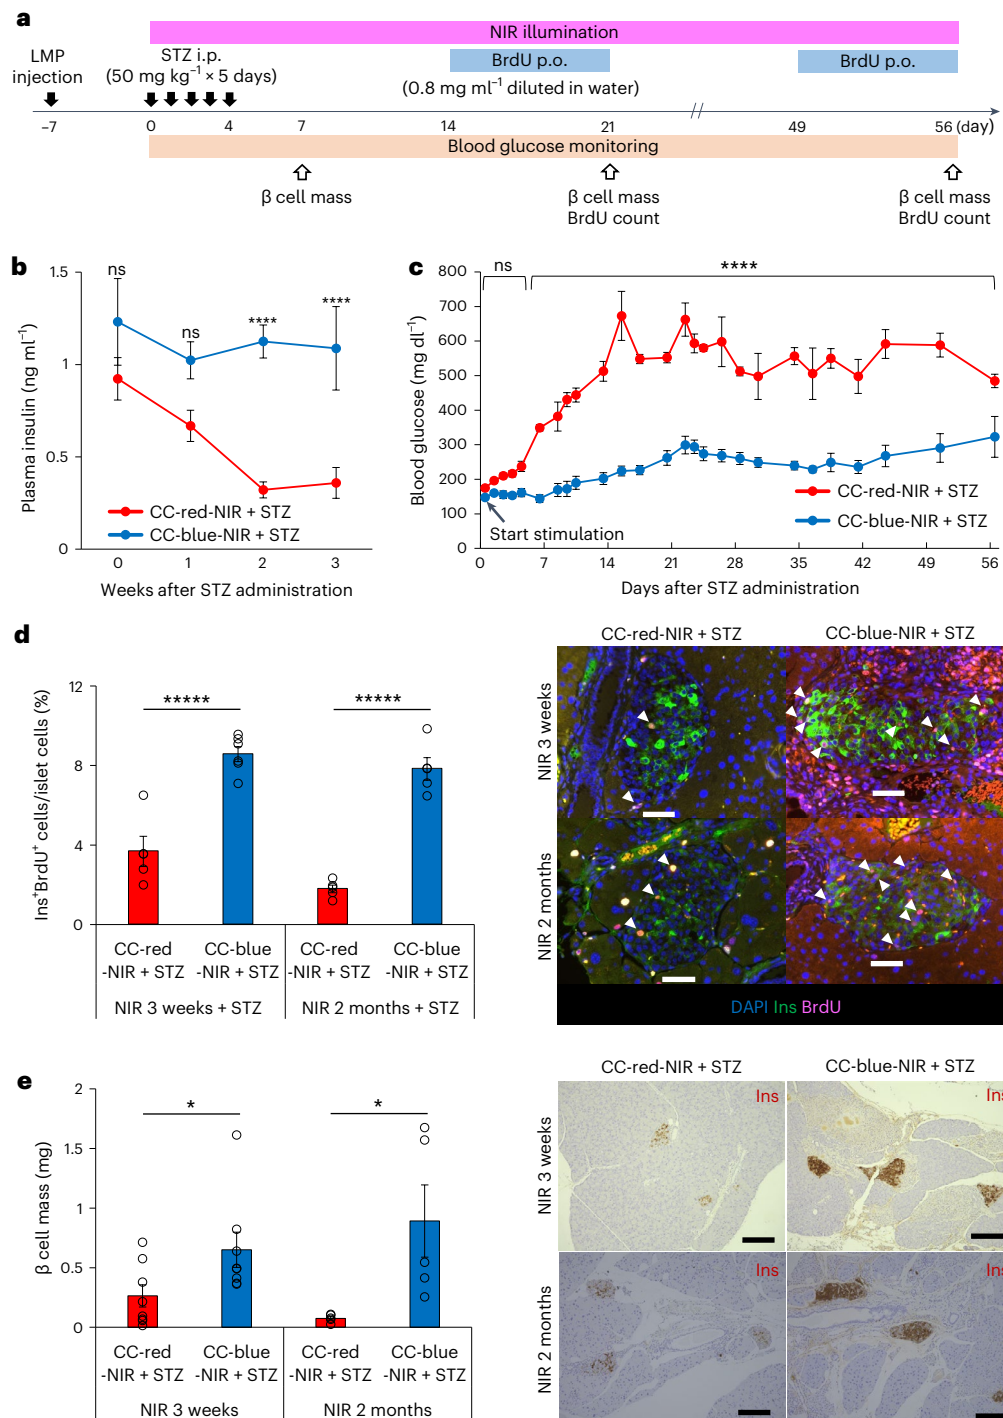 a
NIR illumination
LMP
injection
STZ i.p.
(50 mg kg⁻¹ × 5 days)
BrdU p.o.
BrdU p.o.
(0.8 mg ml⁻¹ diluted in water)
–7
0
4
7
14
21
49
56 (day)
Blood glucose monitoring
β cell mass
β cell mass
BrdU count
β cell mass
BrdU count
b
Plasma insulin (ng ml⁻¹)
1.5
1
0.5
0
ns
ns
****
****
CC-red-NIR + STZ
CC-blue-NIR + STZ
0
1
2
3
Weeks after STZ administration
c
Blood glucose (mg dl⁻¹)
800
700
600
500
400
300
200
100
0
ns
****
CC-red-NIR + STZ
CC-blue-NIR + STZ
Start stimulation
0
7
14
21
28
35
42
49
56
Days after STZ administration
d
Ins⁺BrdU⁺ cells/islet cells (%)
12
8
4
0
*****
*****
CC-red
-NIR + STZ
CC-blue
-NIR + STZ
CC-red
-NIR + STZ
CC-blue
-NIR + STZ
NIR 3 weeks + STZ
NIR 2 months + STZ
CC-red-NIR + STZ
CC-blue-NIR + STZ
NIR 3 weeks
NIR 2 months
DAPI Ins BrdU
e
β cell mass (mg)
2
1.5
1
0.5
0
*
*
CC-red
-NIR + STZ
CC-blue
-NIR + STZ
CC-red
-NIR + STZ
CC-blue
-NIR + STZ
NIR 3 weeks
NIR 2 months
CC-red-NIR + STZ
CC-blue-NIR + STZ
NIR 3 weeks
NIR 2 months
Ins
Ins
Ins
Ins